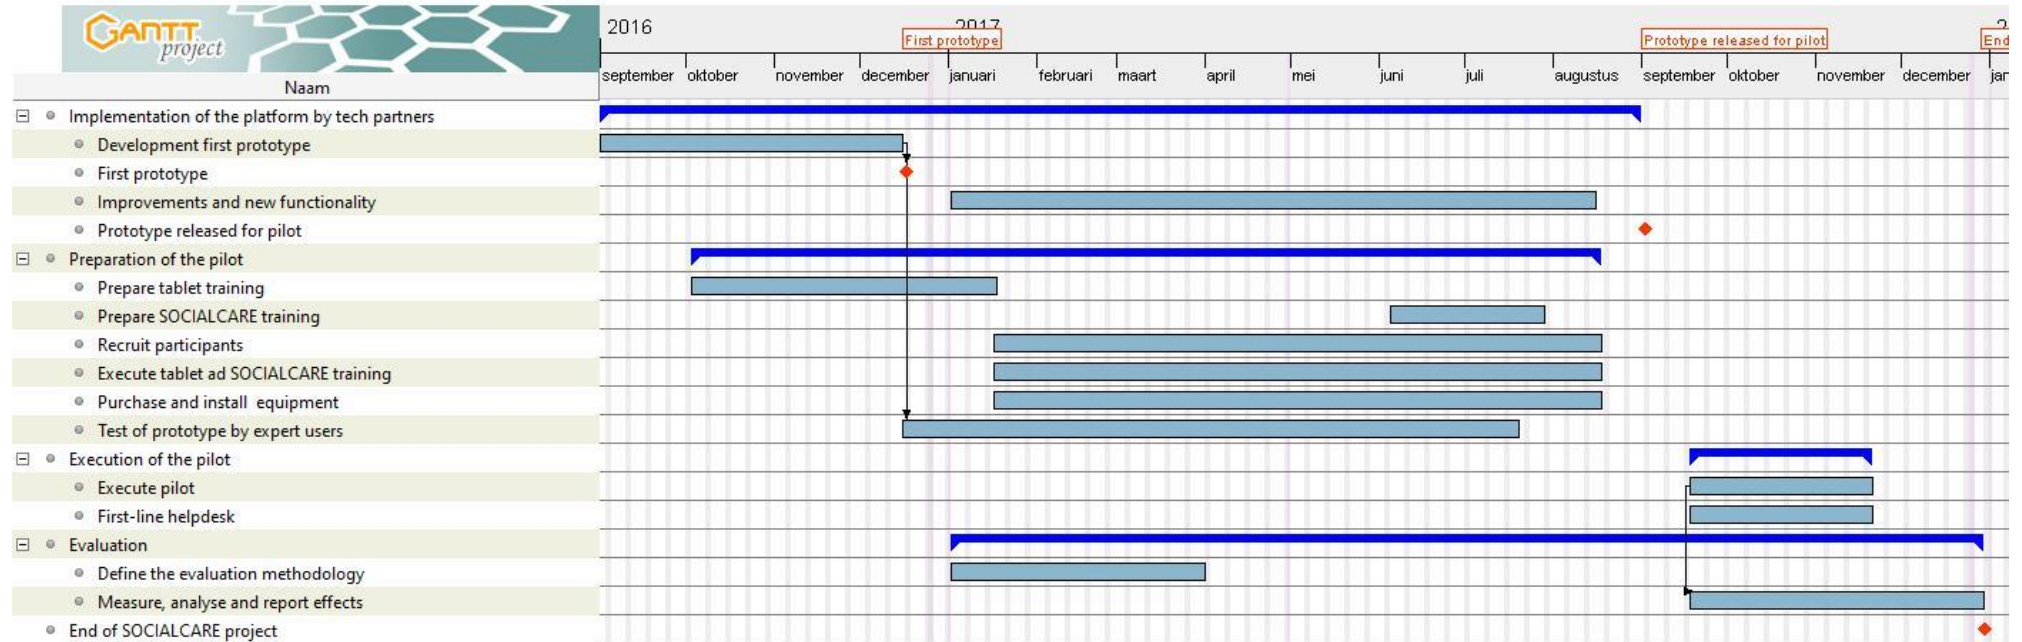 GANTT
project
2016
2017
2
First prototype
Prototype released for pilot
End
september oktober november december januari februari maart april mei juni juli augustus september oktober november december jan
Naam
Implementation of the platform by tech partners
Development first prototype
First prototype
Improvements and new functionality
Prototype released for pilot
Preparation of the pilot
Prepare tablet training
Prepare SOCIALCARE training
Recruit participants
Execute tablet ad SOCIALCARE training
Purchase and install equipment
Test of prototype by expert users
Execution of the pilot
Execute pilot
First-line helpdesk
Evaluation
Define the evaluation methodology
Measure, analyse and report effects
End of SOCIALCARE project